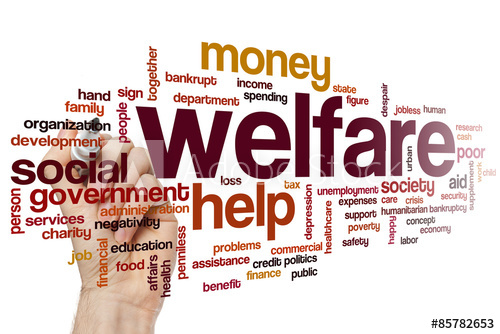 money
together
bankrupt
income
state
despair
hand
sign
department
spending
figure
jobless
human
family
people
organization
development
welfare
research
cash
urban
poor
social
loss
tax
unemployment
society
aid
supplement
work
child
person
government
help
depression
expenses
care
crisis
security
administration
support
humanitarian
bankruptcy
services
negativity
healthcare
poverty
happy
concept
charity
economy
financial
education
penniless
problems
commercial
safety
labor
job
food
affairs
health
assistance
credit
politics
finance
public
benefit
#85782653